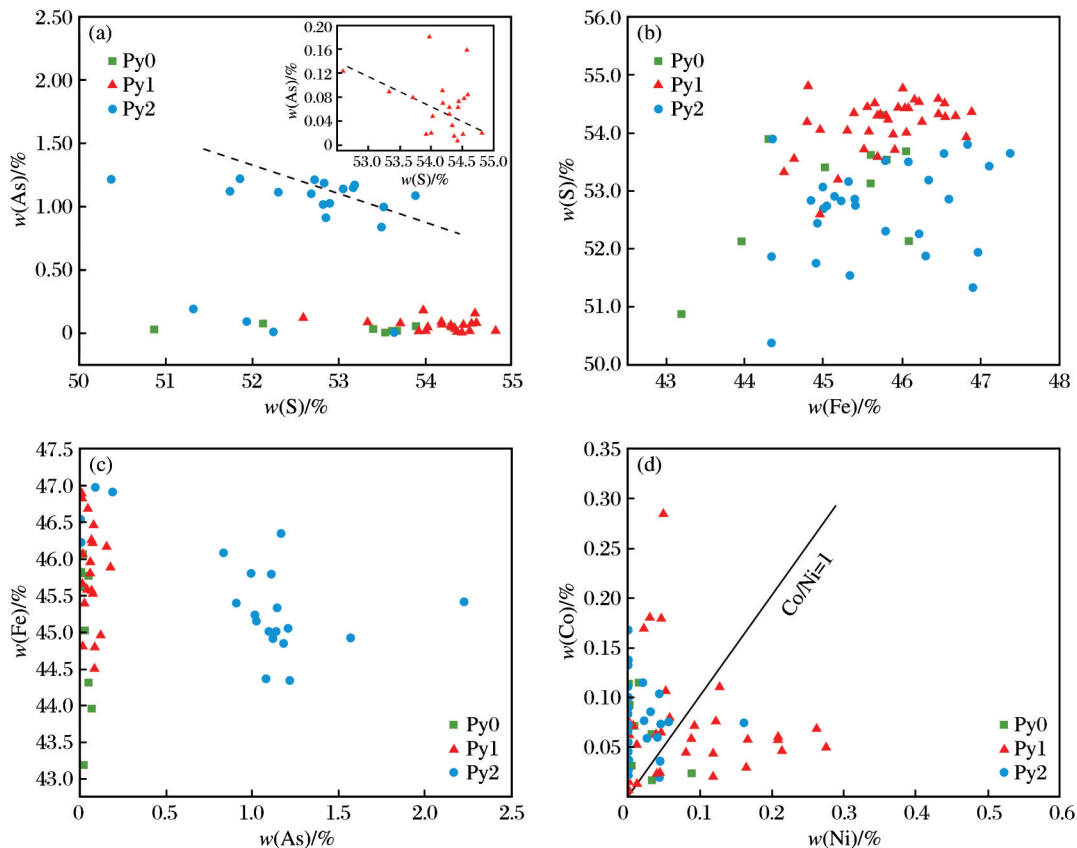 (a)
Py0
Py1
Py2
w(As)/%
2.50
2.00
1.50
1.00
0.50
0
50 51 52 53 54 55
w(S)/%
w(As)/%
0.20
0.16
0.12
0.08
0.04
0
53.0 53.5 54.0 54.5
w(S)/%
(b)
Py0
Py1
Py2
w(S)/%
56.0
55.0
54.0
53.0
52.0
51.0
50.0
43 44 45 46 47 48
w(Fe)/%
(c)
w(Fe)/%
47.0
46.5
46.0
45.5
45.0
44.5
44.0
43.5
43.0
Py0
Py1
Py2
0 0.5 1.0 1.5 2.0 2.5
w(As)/%
(d)
w(Co)/%
0.35
0.30
0.25
0.20
0.15
0.10
0.05
Co/Ni=1
Py0
Py1
Py2
0 0.1 0.2 0.3 0.4 0.5 0.6
w(Ni)/%